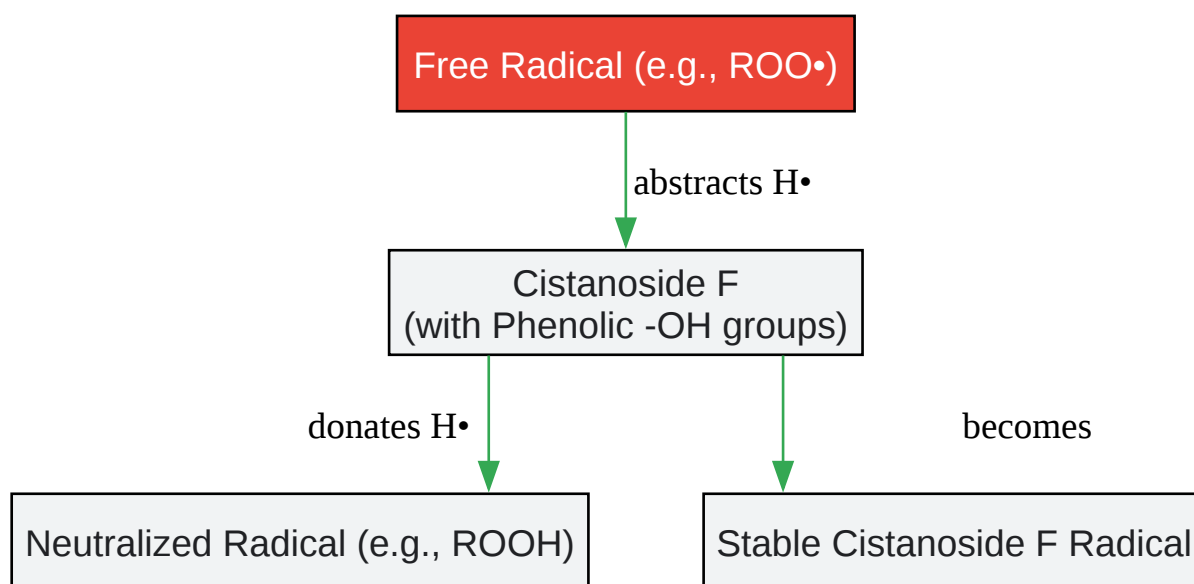 Free Radical (e.g., ROO•)
abstracts H•
Cistanoside F
(with Phenolic -OH groups)
donates H•
becomes
Neutralized Radical (e.g., ROOH)
Stable Cistanoside F Radical